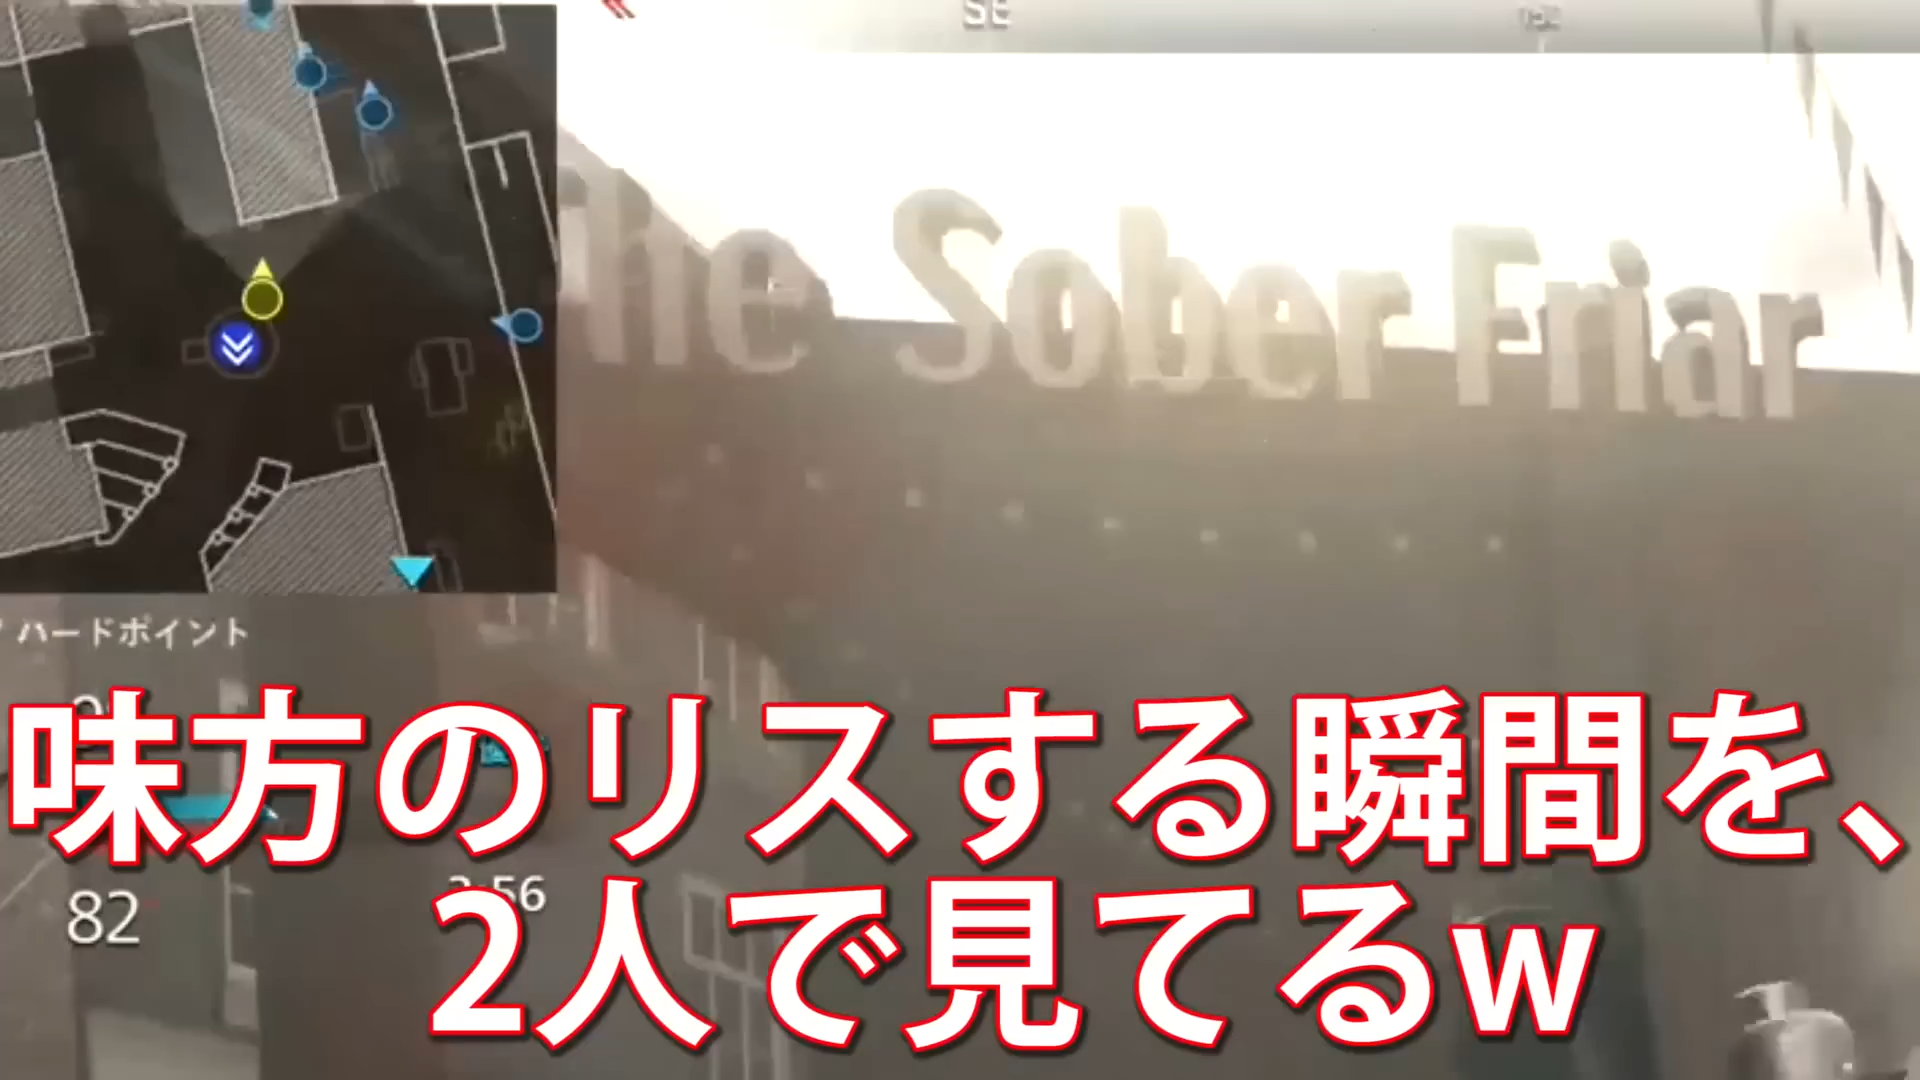 SE
The Sober Friar
ハードポイント
味方のリスする瞬間を、
82
2人で見てるw